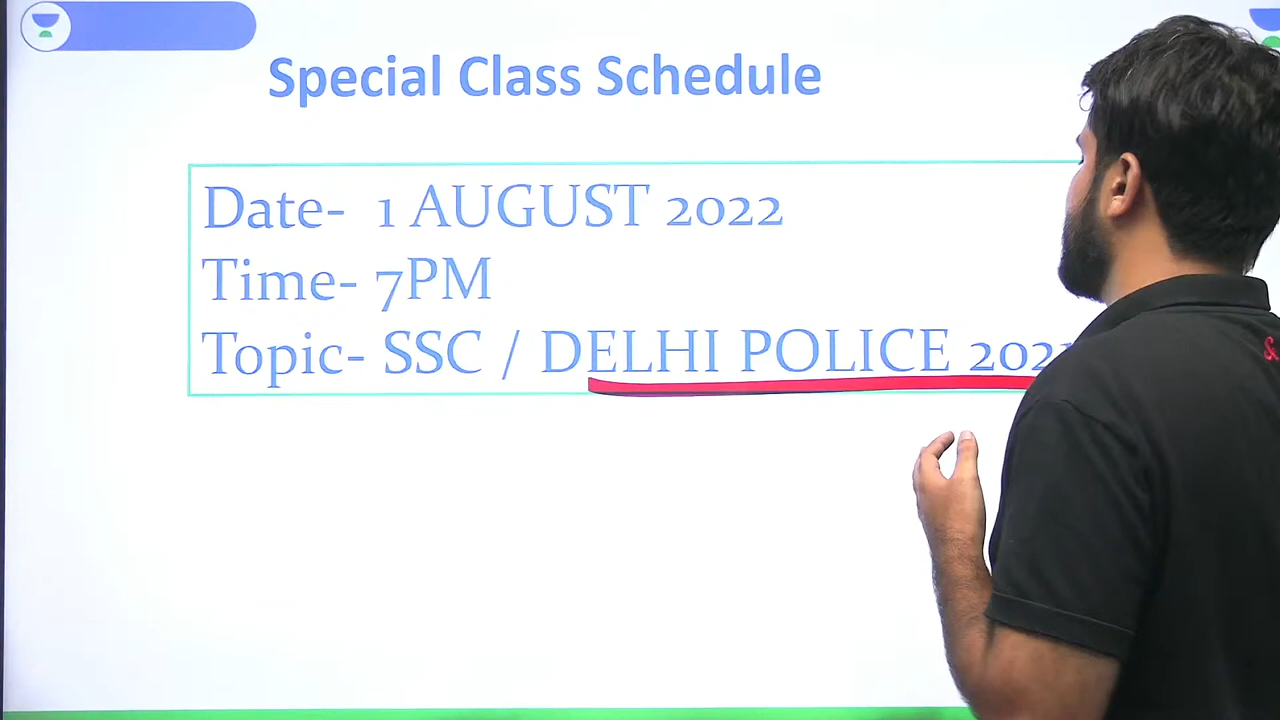 Special Class Schedule
Date- 1 AUGUST 2022
Time- 7PM
Topic- SSC / DELHI POLICE